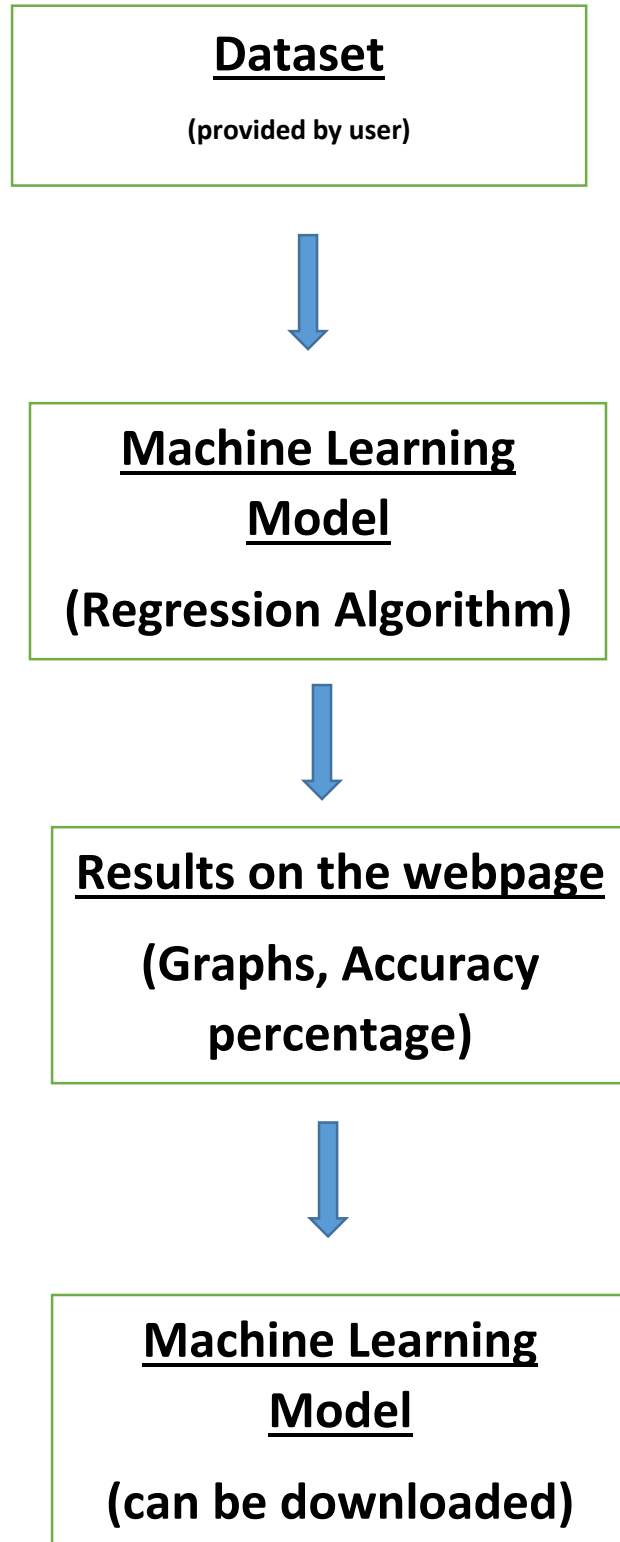 Dataset
(provided by user)
Machine Learning
Model
(Regression Algorithm)
Results on the webpage
(Graphs, Accuracy
percentage)
Machine Learning
Model
(can be downloaded)